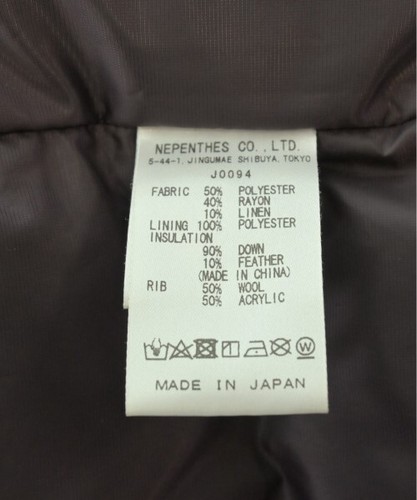 NEPENTHES CO.,LTD.
5-44-1, JINGUMAE SHIBUYA, TOKYO
J0094
FABRIC 50% POLYESTER
40% RAYON
10% LINEN
LINING 100% POLYESTER
INSULATION
90% DOWN
10% FEATHER
(MADE IN CHINA)
RIB 50% WOOL
50% ACRYLIC
W
MADE IN JAPAN